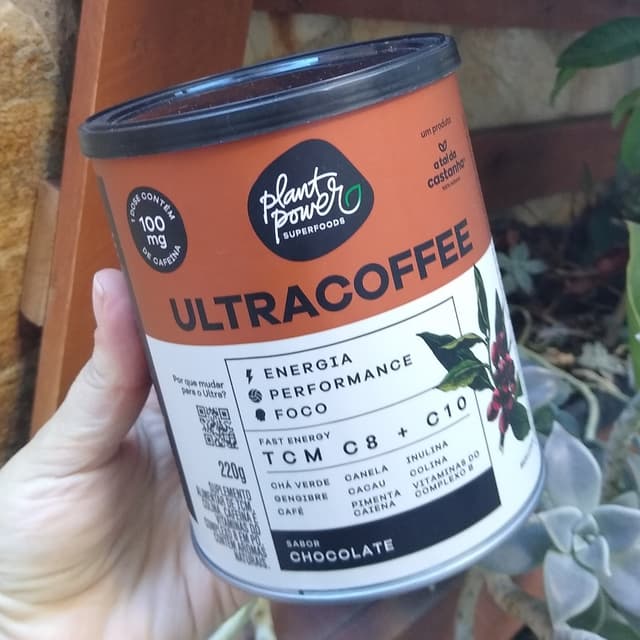 um produto
a tal da
castanha
plant
power
SUPERFOODS
1 DOSE CONTÉM
100
mg
DE CAFEÍNA
ULTRACOFFEE
Por que mudar
para o Ultra?
ENERGIA
PERFORMANCE
FOCO
FAST ENERGY
TCM C8 + C10
CHÁ VERDE
GENGIBRE
CAFÉ
CANELA
CACAU
PIMENTA
CAIENA
INULINA
COLINA
VITAMINAS DO
COMPLEXO B
220g
SUPLEMENTO
SABOR
CHOCOLATE